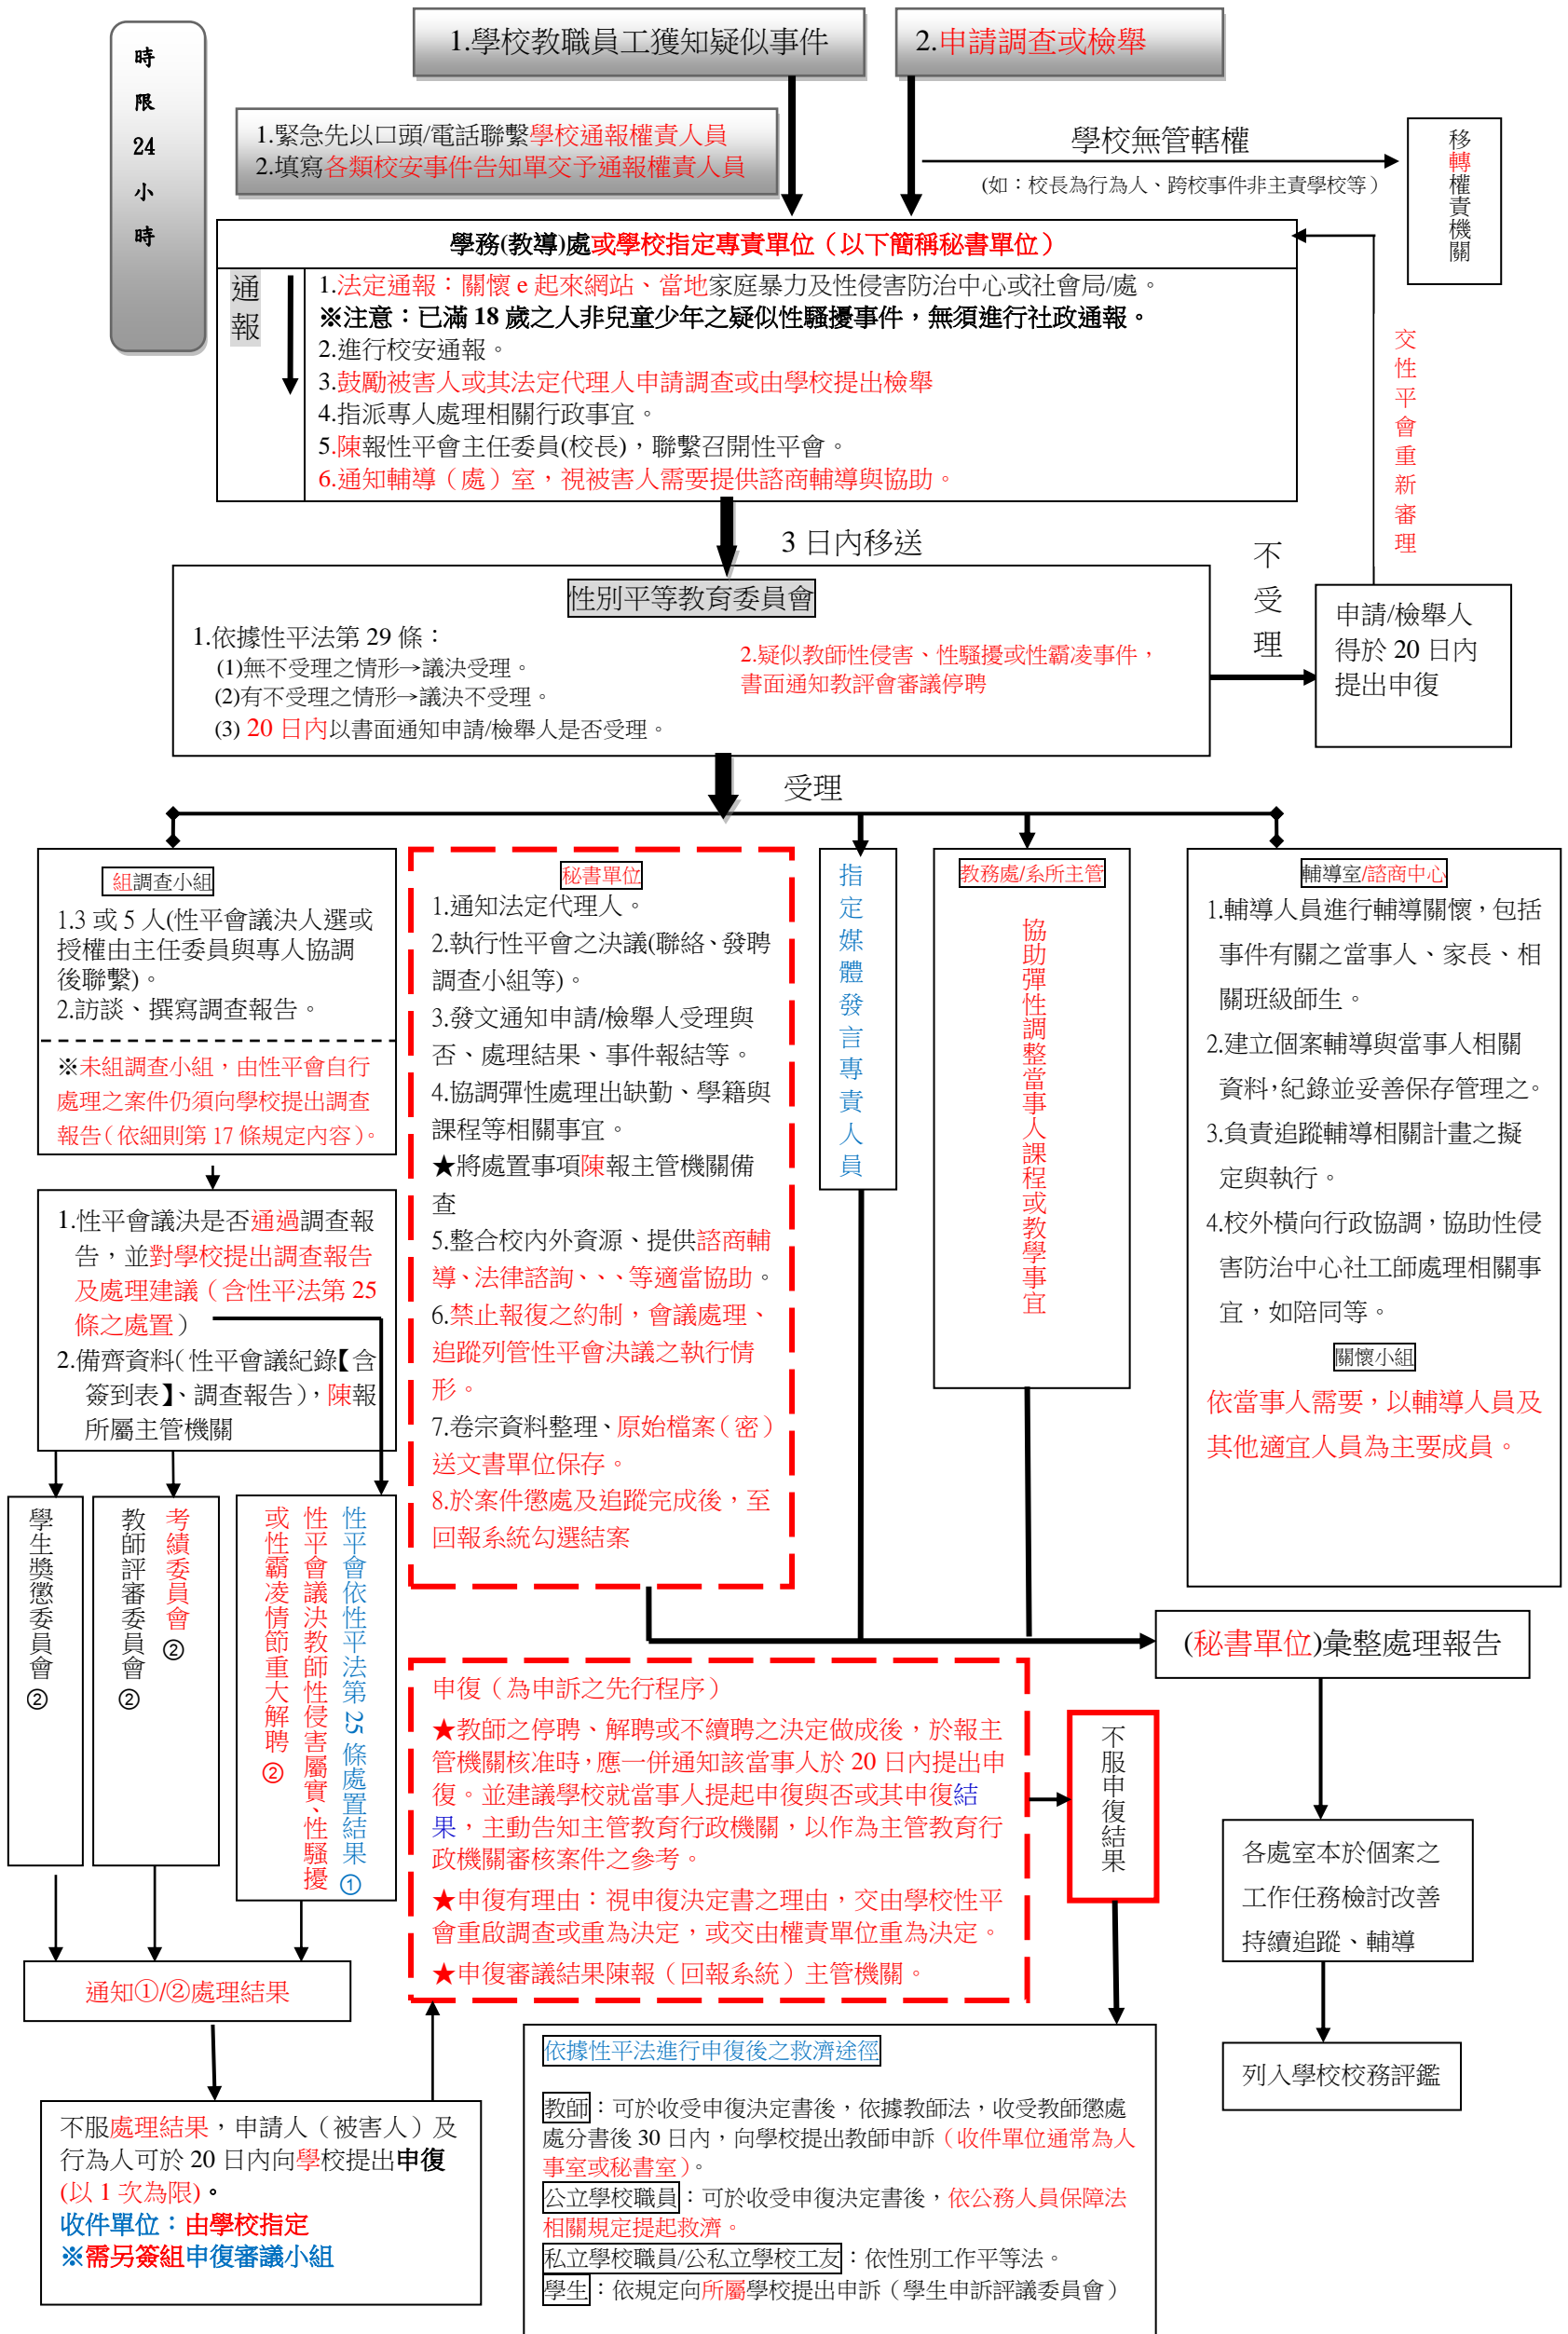 時
限
24
小
時
1.學校教職員工獲知疑似事件
2.申請調查或檢舉
1.緊急先以口頭/電話聯繫學校通報權責人員
2.填寫各類校安事件告知單交予通報權責人員
學校無管轄權
(如：校長為行為人、跨校事件非主責學校等）
移轉權責機關
學務(教導)處或學校指定專責單位（以下簡稱秘書單位）
通報
1.法定通報：關懷 e 起來網站、當地家庭暴力及性侵害防治中心或社會局/處。
※注意：已滿 18 歲之人非兒童少年之疑似性騷擾事件，無須進行社政通報。
2.進行校安通報。
3.鼓勵被害人或其法定代理人申請調查或由學校提出檢舉
4.指派專人處理相關行政事宜。
5.陳報性平會主任委員(校長)，聯繫召開性平會。
6.通知輔導（處）室，視被害人需要提供諮商輔導與協助。
交性平會重新審理
3 日內移送
性別平等教育委員會
1.依據性平法第 29 條：
(1)無不受理之情形→議決受理。
(2)有不受理之情形→議決不受理。
(3) 20 日內以書面通知申請/檢舉人是否受理。
2.疑似教師性侵害、性騷擾或性霸凌事件，
書面通知教評會審議停聘
不受理
申請/檢舉人
得於 20 日內
提出申復
受理
組調查小組
1.3 或 5 人(性平會議決人選或
授權由主任委員與專人協調
後聯繫)。
2.訪談、撰寫調查報告。
※未組調查小組，由性平會自行
處理之案件仍須向學校提出調查
報告（依細則第 17 條規定內容）。
1.性平會議決是否通過調查報
告，並對學校提出調查報告
及處理建議（含性平法第 25
條之處置）
2.備齊資料（性平會議紀錄【含
簽到表】、調查報告），陳報
所屬主管機關
學生獎懲委員會②
考績委員會②
教師評審委員會②
性平會依性平法第 25 條處置結果①
性平會議決教師性侵害屬實、性騷擾
或性霸凌情節重大解聘②
通知①/②處理結果
不服處理結果，申請人（被害人）及
行為人可於 20 日內向學校提出申復
(以 1 次為限)。
收件單位：由學校指定
※需另簽組申復審議小組
秘書單位
1.通知法定代理人。
2.執行性平會之決議(聯絡、發聘
調查小組等)。
3.發文通知申請/檢舉人受理與
否、處理結果、事件報結等。
4.協調彈性處理出缺勤、學籍與
課程等相關事宜。
★將處置事項陳報主管機關備
查
5.整合校內外資源、提供諮商輔
導、法律諮詢、、、等適當協助。
6.禁止報復之約制，會議處理、
追蹤列管性平會決議之執行情
形。
7.卷宗資料整理、原始檔案（密）
送文書單位保存。
8.於案件懲處及追蹤完成後，至
回報系統勾選結案
指定媒體發言專責人員
教務處/系所主管
協助彈性調整當事人課程或教學事宜
輔導室/諮商中心
1.輔導人員進行輔導關懷，包括
事件有關之當事人、家長、相
關班級師生。
2.建立個案輔導與當事人相關
資料，紀錄並妥善保存管理之。
3.負責追蹤輔導相關計畫之擬
定與執行。
4.校外橫向行政協調，協助性侵
害防治中心社工師處理相關事
宜，如陪同等。
關懷小組
依當事人需要，以輔導人員及
其他適宜人員為主要成員。
(秘書單位)彙整處理報告
各處室本於個案之
工作任務檢討改善
持續追蹤、輔導
列入學校校務評鑑
申復（為申訴之先行程序）
★教師之停聘、解聘或不續聘之決定做成後，於報主
管機關核准時，應一併通知該當事人於 20 日內提出申
復。並建議學校就當事人提起申復與否或其申復結
果，主動告知主管教育行政機關，以作為主管教育行
政機關審核案件之參考。
★申復有理由：視申復決定書之理由，交由學校性平
會重啟調查或重為決定，或交由權責單位重為決定。
★申復審議結果陳報（回報系統）主管機關。
不服申復結果
依據性平法進行申復後之救濟途徑
教師：可於收受申復決定書後，依據教師法，收受教師懲處
處分書後 30 日內，向學校提出教師申訴（收件單位通常為人
事室或秘書室）。
公立學校職員：可於收受申復決定書後，依公務人員保障法
相關規定提起救濟。
私立學校職員/公私立學校工友：依性別工作平等法。
學生：依規定向所屬學校提出申訴（學生申訴評議委員會）